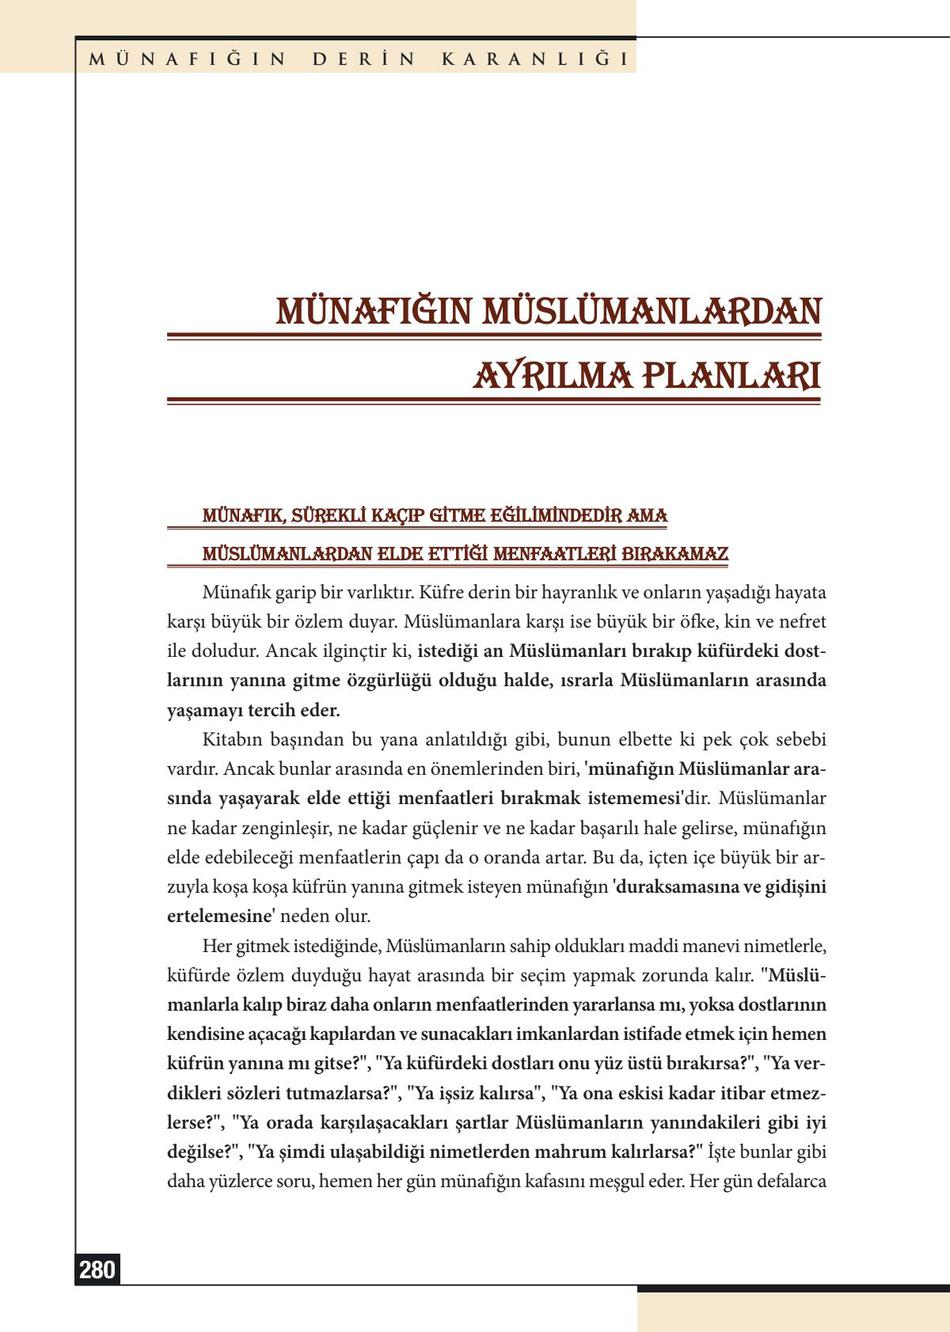 MÜNAFIĞIN DERİN KARANLIĞI
MÜNAFIĞIN MÜSLÜMANLARDAN
AYRILMA PLANLARI
MÜNAFIK, SÜREKLİ KAÇIP GİTME EĞİLİMİNDEDİR AMA
MÜSLÜMANLARDAN ELDE ETTİĞİ MENFAATLERİ BIRAKAMAZ
Münafık garip bir varlıktır. Küfre derin bir hayranlık ve onların yaşadığı hayata
karşı büyük bir özlem duyar. Müslümanlara karşı ise büyük bir öfke, kin ve nefret
ile doludur. Ancak ilginçtir ki, istediği an Müslümanları bırakıp küfürdeki dost-
larının yanına gitme özgürlüğü olduğu halde, ısrarla Müslümanların arasında
yaşamayı tercih eder.
Kitabın başından bu yana anlatıldığı gibi, bunun elbette ki pek çok sebebi
vardır. Ancak bunlar arasında en önemlerinden biri, 'münafığın Müslümanlar ara-
sında yaşayarak elde ettiği menfaatleri bırakmak istememesi'dir. Müslümanlar
ne kadar zenginleşir, ne kadar güçlenir ve ne kadar başarılı hale gelirse, münafığın
elde edebileceği menfaatlerin çapı da o oranda artar. Bu da, içten içe büyük bir ar-
zuyla koşa koşa küfrün yanına gitmek isteyen münafığın 'duraksamasına ve gidişini
ertelemesine' neden olur.
Her gitmek istediğinde, Müslümanların sahip oldukları maddi manevi nimetlerle,
küfürde özlem duyduğu hayat arasında bir seçim yapmak zorunda kalır. "Müslü-
manlarla kalıp biraz daha onların menfaatlerinden yararlansa mı, yoksa dostlarının
kendisine açacağı kapılardan ve sunacakları imkanlardan istifade etmek için hemen
küfrün yanına mı gitse?", "Ya küfürdeki dostları onu yüz üstü bırakırsa?", "Ya ver-
dikleri sözleri tutmazlarsa?", "Ya işsiz kalırsa", "Ya ona eskisi kadar itibar etmez-
lerse?", "Ya orada karşılaşacakları şartlar Müslümanların yanındakileri gibi iyi
değilse?", "Ya şimdi ulaşabildiği nimetlerden mahrum kalırlarsa?" İşte bunlar gibi
daha yüzlerce soru, hemen her gün münafığın kafasını meşgul eder. Her gün defalarca
280